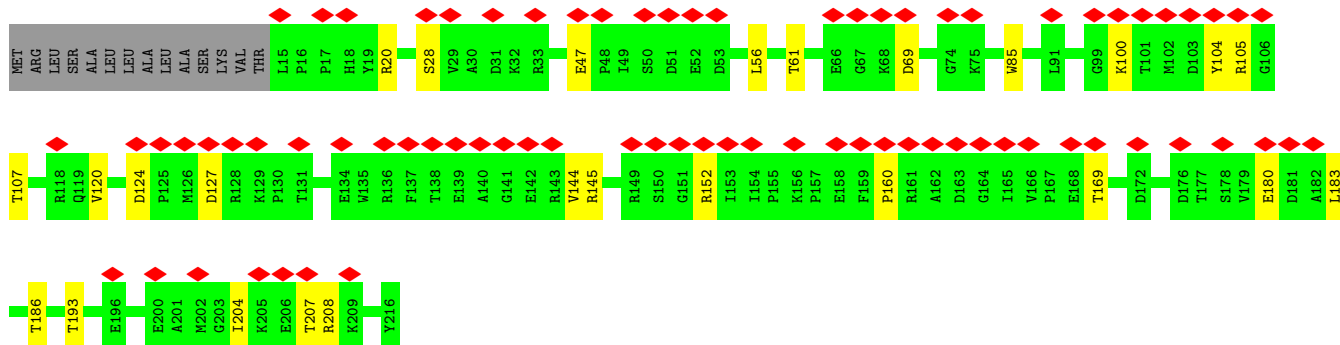 MET ARG LEU SER ALA LEU LEU ALA LEU ALA SER LYS VAL THR L15 P16 P17 H18 Y19 R20 S28 V29 A30 D31 K32 R33 E47 P48 I49 S50 D51 E52 D53 L56 T61 E66 G67 K68 D69 G74 K75 W85 L91 G99 K100 T101 M102 D103 Y104 R105 G106
T107 R118 Q119 V120 D124 P125 M126 D127 R128 K129 P130 T131 E134 W135 R136 F137 T138 E139 A140 G141 E142 R143 V144 R145 R149 S150 G151 R152 I153 I154 P155 K156 P157 E158 F159 P160 R161 A162 D163 G164 I165 V166 P167 E168 T169 D172 D176 T177 S178 V179 E180 D181 A182 L183
T186 T193 E196 E200 A201 M202 G203 I204 K205 E206 T207 R208 K209 Y216